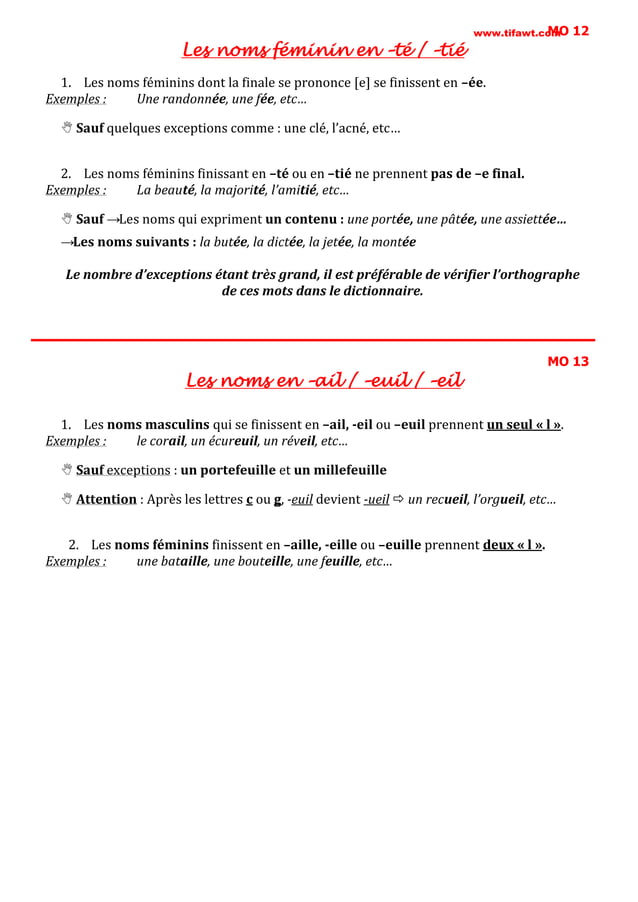 www.tifawt.com
MO 12
Les noms féminin en -té / -tié
1. Les noms féminins dont la finale se prononce [e] se finissent en –ée.
Exemples : Une randonnée, une fée, etc…
Sauf quelques exceptions comme : une clé, l’acné, etc…
2. Les noms féminins finissant en –té ou en –tié ne prennent pas de –e final.
Exemples : La beauté, la majorité, l’amitié, etc…
Sauf →Les noms qui expriment un contenu : une portée, une pâtée, une assiettée…
→Les noms suivants : la butée, la dictée, la jetée, la montée
Le nombre d’exceptions étant très grand, il est préférable de vérifier l’orthographe
de ces mots dans le dictionnaire.
MO 13
Les noms en -ail / -euil / -eil
1. Les noms masculins qui se finissent en –ail, -eil ou –euil prennent un seul « l ».
Exemples : le corail, un écureuil, un réveil, etc…
Sauf exceptions : un portefeuille et un millefeuille
Attention : Après les lettres c ou g, -euil devient -ueil ⇨ un recueil, l’orgueil, etc…
2. Les noms féminins finissent en –aille, -eille ou –euille prennent deux « l ».
Exemples : une bataille, une bouteille, une feuille, etc…